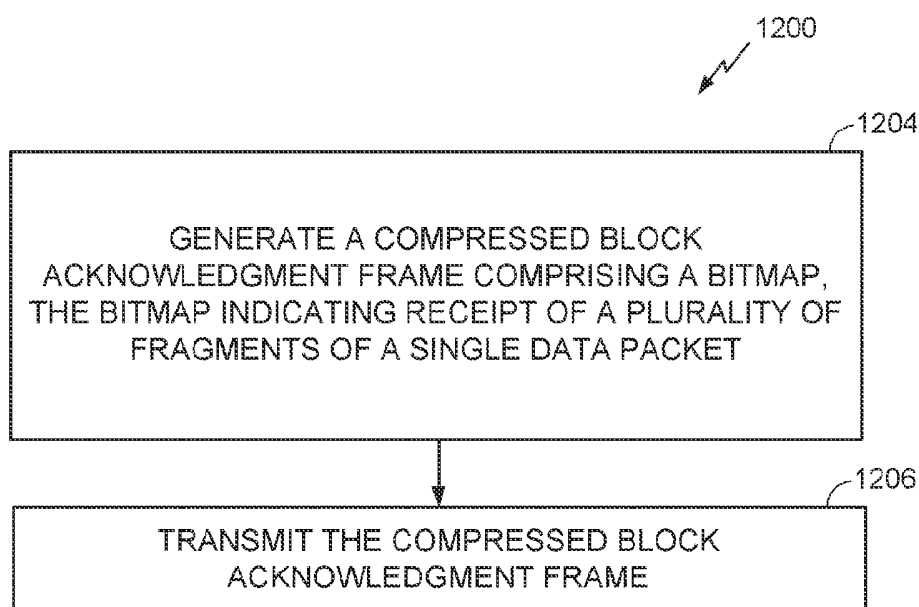 1200
1204
GENERATE A COMPRESSED BLOCK
ACKNOWLEDGMENT FRAME COMPRISING A BITMAP,
THE BITMAP INDICATING RECEIPT OF A PLURALITY OF
FRAGMENTS OF A SINGLE DATA PACKET
1206
TRANSMIT THE COMPRESSED BLOCK
ACKNOWLEDGMENT FRAME